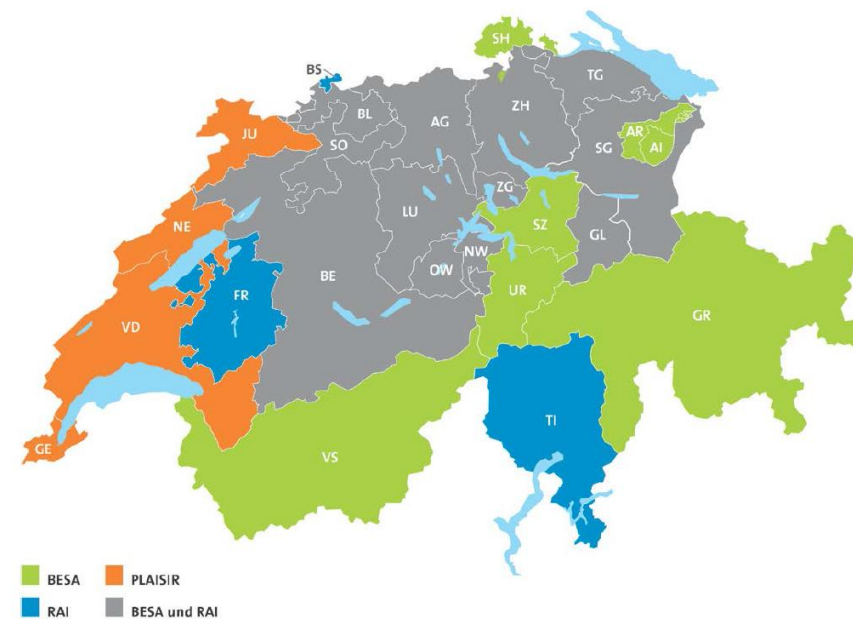 SH
BS
TG
BL
ZH
AG
JU
AR
SO
SG
AI
ZG
LU
SZ
NE
NW
GL
OW
BE
FR
UR
GR
VD
TI
GE
VS
BESA
PLAISIR
RAI
BESA und RAI